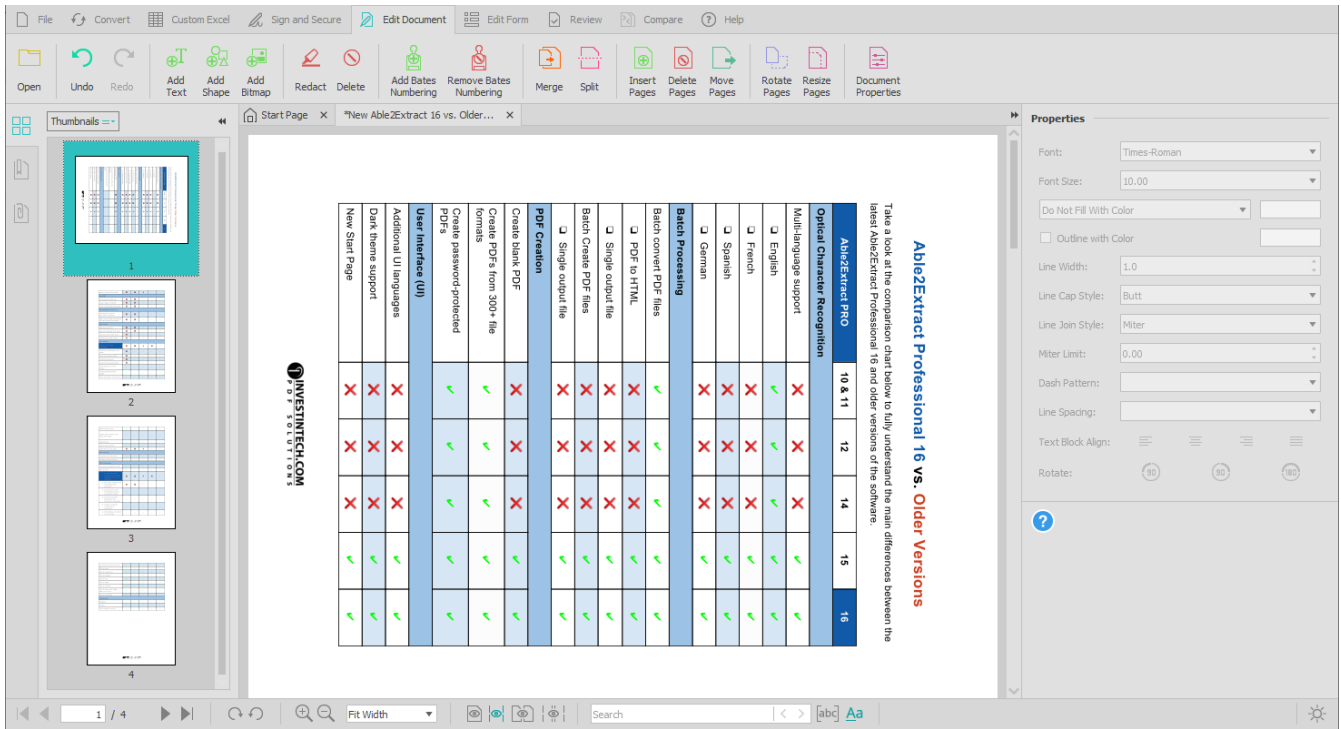 File Convert Custom Excel Sign and Secure Edit Document Edit Form Review Compare Help
Open Undo Redo Add Text Add Shape Add Bitmap Redact Delete Add Bates Numbering Remove Bates Numbering Merge Split Insert Pages Delete Pages Move Pages Rotate Pages Resize Pages Document Properties
Thumbnails
1
2
3
4
Start Page X *New Able2Extract 16 vs. Older... X
Able2Extract Professional 16 vs. Older Versions
Take a look at the comparison chart below to fully understand the main differences between the
latest Able2Extract Professional 16 and older versions of the software.
Able2Extract PRO 10 & 11 12 14 15 16
Optical Character Recognition
Multi-language support
English
French
Spanish
German
Batch Processing
Batch convert PDF files
PDF to HTML
Single output file
Batch Create PDF files
Single output file
PDF Creation
Create blank PDF
Create PDFs from 300+ file
formats
Create password-protected
PDFs
User Interface (UI)
Additional UI languages
Dark theme support
New Start Page
INVESTINTECH.COM
PDF SOLUTIONS
Properties
Font: Times-Roman
Font Size: 10.00
Do Not Fill With Color
Outline with Color
Line Width: 1.0
Line Cap Style: Butt
Line Join Style: Miter
Miter Limit: 0.00
Dash Pattern:
Line Spacing:
Text Block Align:
Rotate: 90 90 180
?
1 / 4 Fit Width Search [abc] Aa